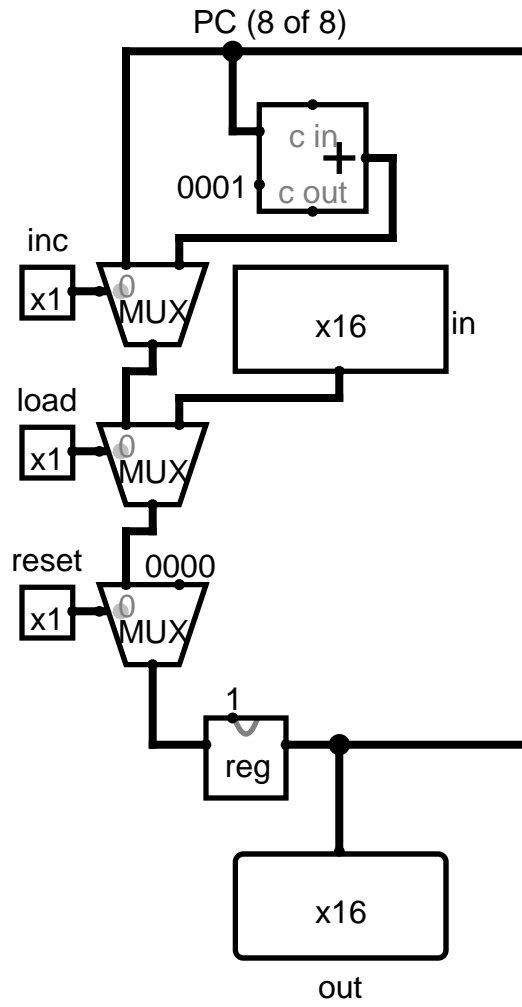 PC (8 of 8)
c in
+
0001
c out
inc
0
x1
MUX
x16
in
load
0
x1
MUX
reset
0000
0
x1
MUX
1
reg
x16
out